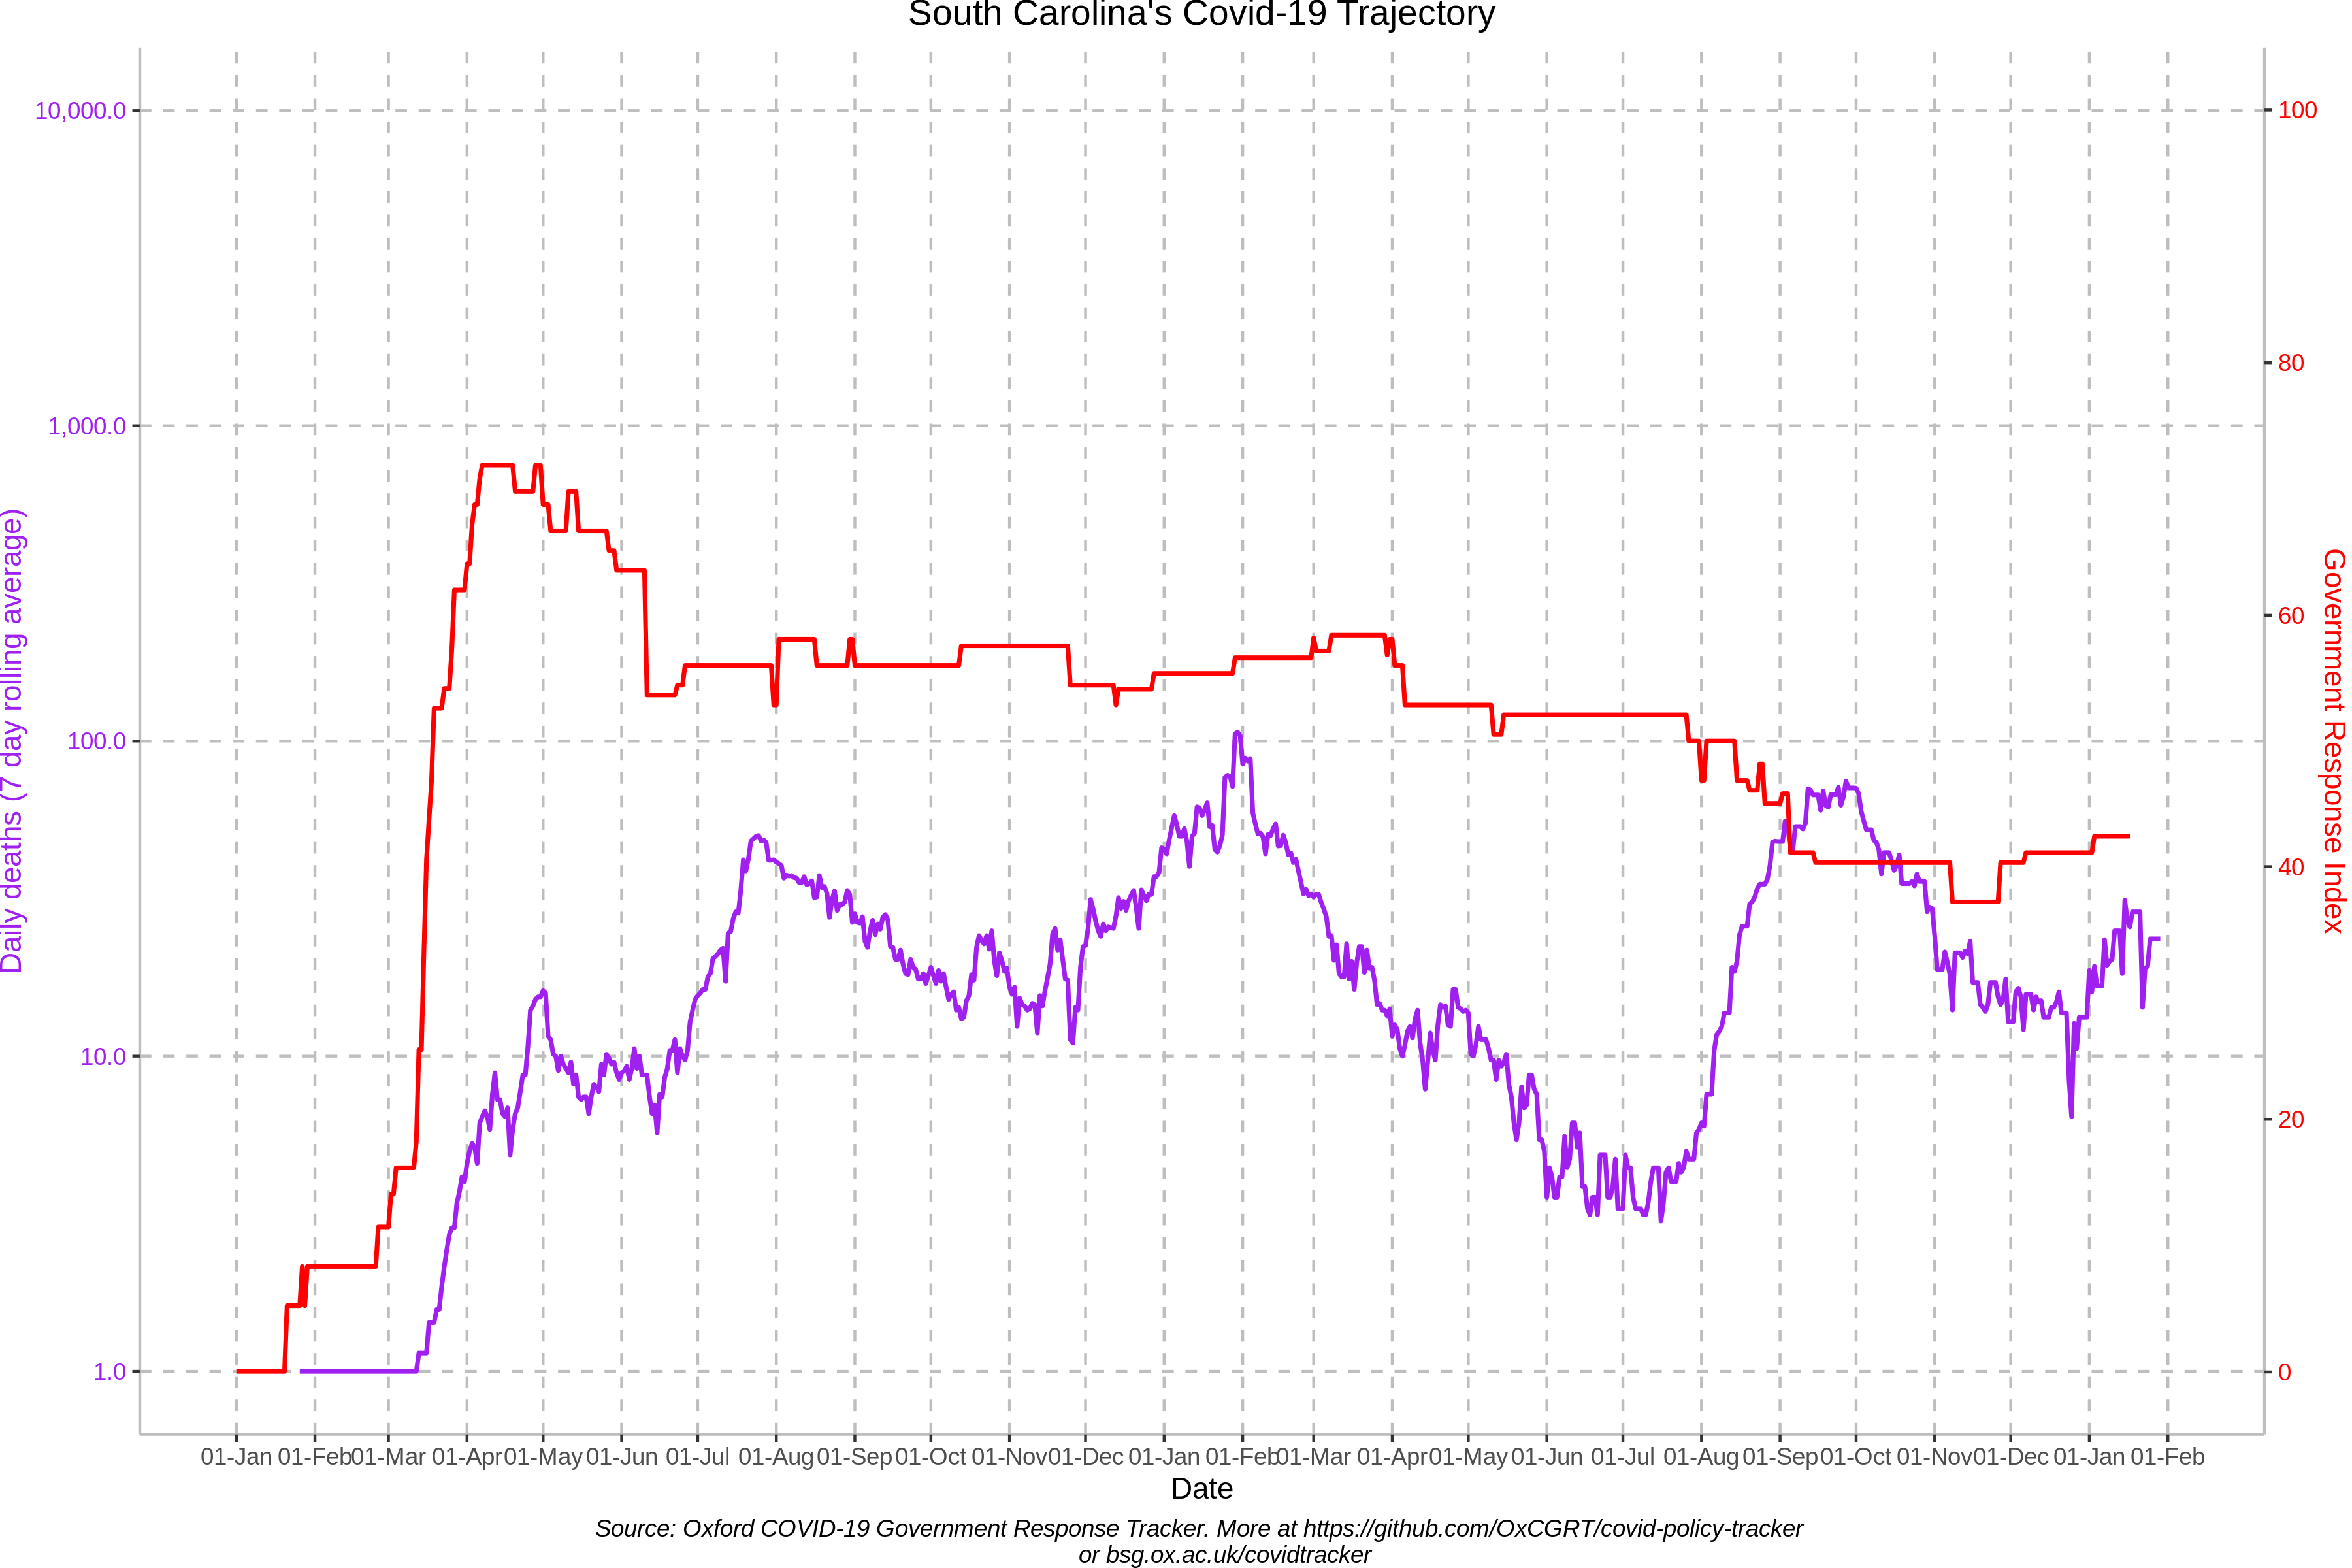 South Carolina's Covid-19 Trajectory
10,000.0
1,000.0
100.0
10.0
1.0
Daily deaths (7 day rolling average)
100
80
60
40
20
0
Government Response Index
01-Jan 01-Feb 01-Mar 01-Apr 01-May 01-Jun 01-Jul 01-Aug 01-Sep 01-Oct 01-Nov 01-Dec 01-Jan 01-Feb 01-Mar 01-Apr 01-May 01-Jun 01-Jul 01-Aug 01-Sep 01-Oct 01-Nov 01-Dec 01-Jan 01-Feb
Date
Source: Oxford COVID-19 Government Response Tracker. More at https://github.com/OxCGRT/covid-policy-tracker
or bsg.ox.ac.uk/covidtracker